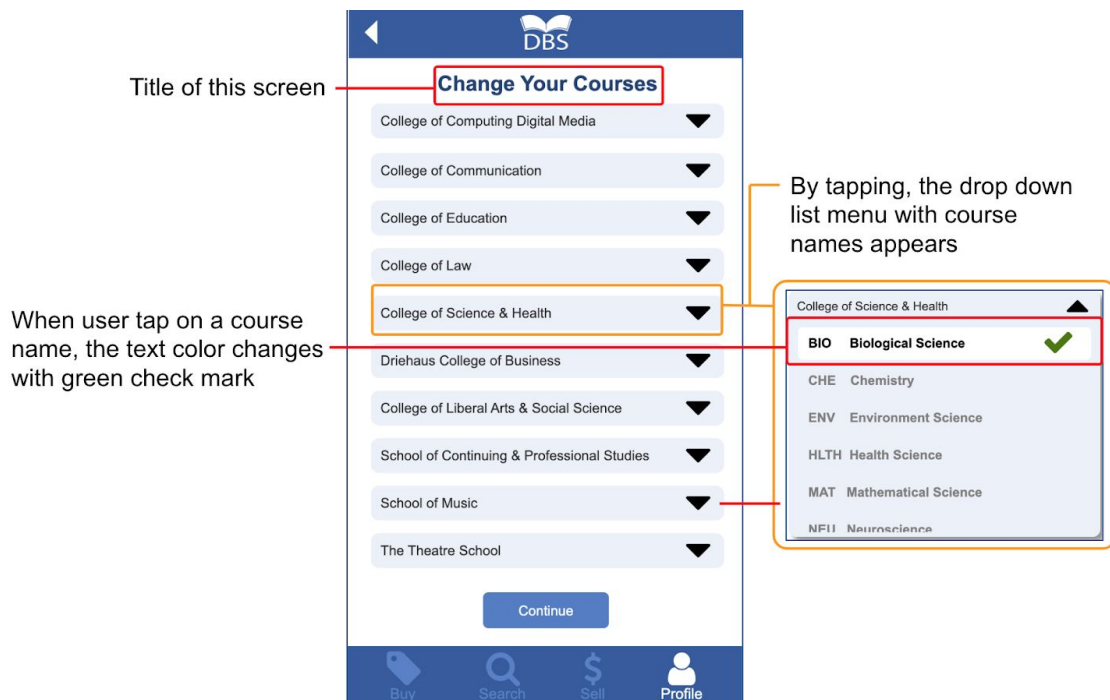 DBS
Title of this screen
Change Your Courses
College of Computing Digital Media
College of Communication
College of Education
College of Law
College of Science & Health
Driehaus College of Business
College of Liberal Arts & Social Science
School of Continuing & Professional Studies
School of Music
The Theatre School
Continue
Buy
Search
Sell
Profile
When user tap on a course
name, the text color changes
with green check mark
By tapping, the drop down
list menu with course
names appears
College of Science & Health
BIO Biological Science
CHE Chemistry
ENV Environment Science
HLTH Health Science
MAT Mathematical Science
NEU Neuroscience